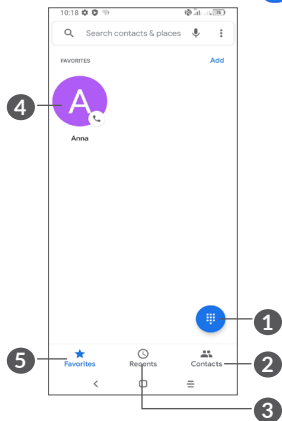 10:18
Search contacts & places
FAVORITES Add
A
4
Anna
1
5
Favorites Recents Contacts
2
3